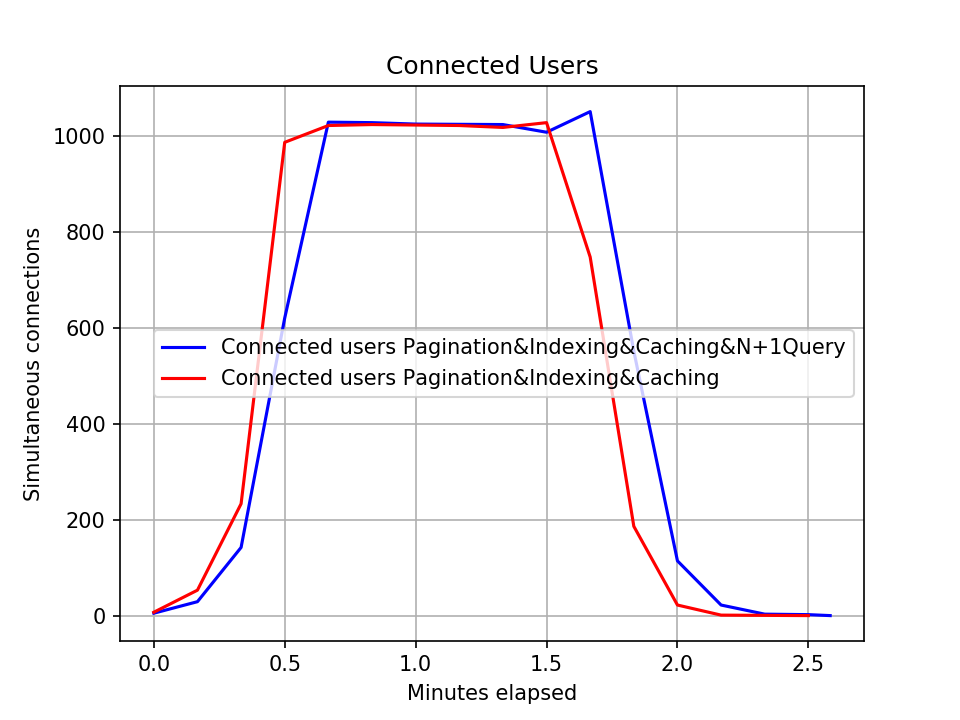 Connected Users
Simultaneous connections
1000
800
600
400
200
0
Connected users Pagination&Indexing&Caching&N+1Query
Connected users Pagination&Indexing&Caching
0.0 0.5 1.0 1.5 2.0 2.5
Minutes elapsed